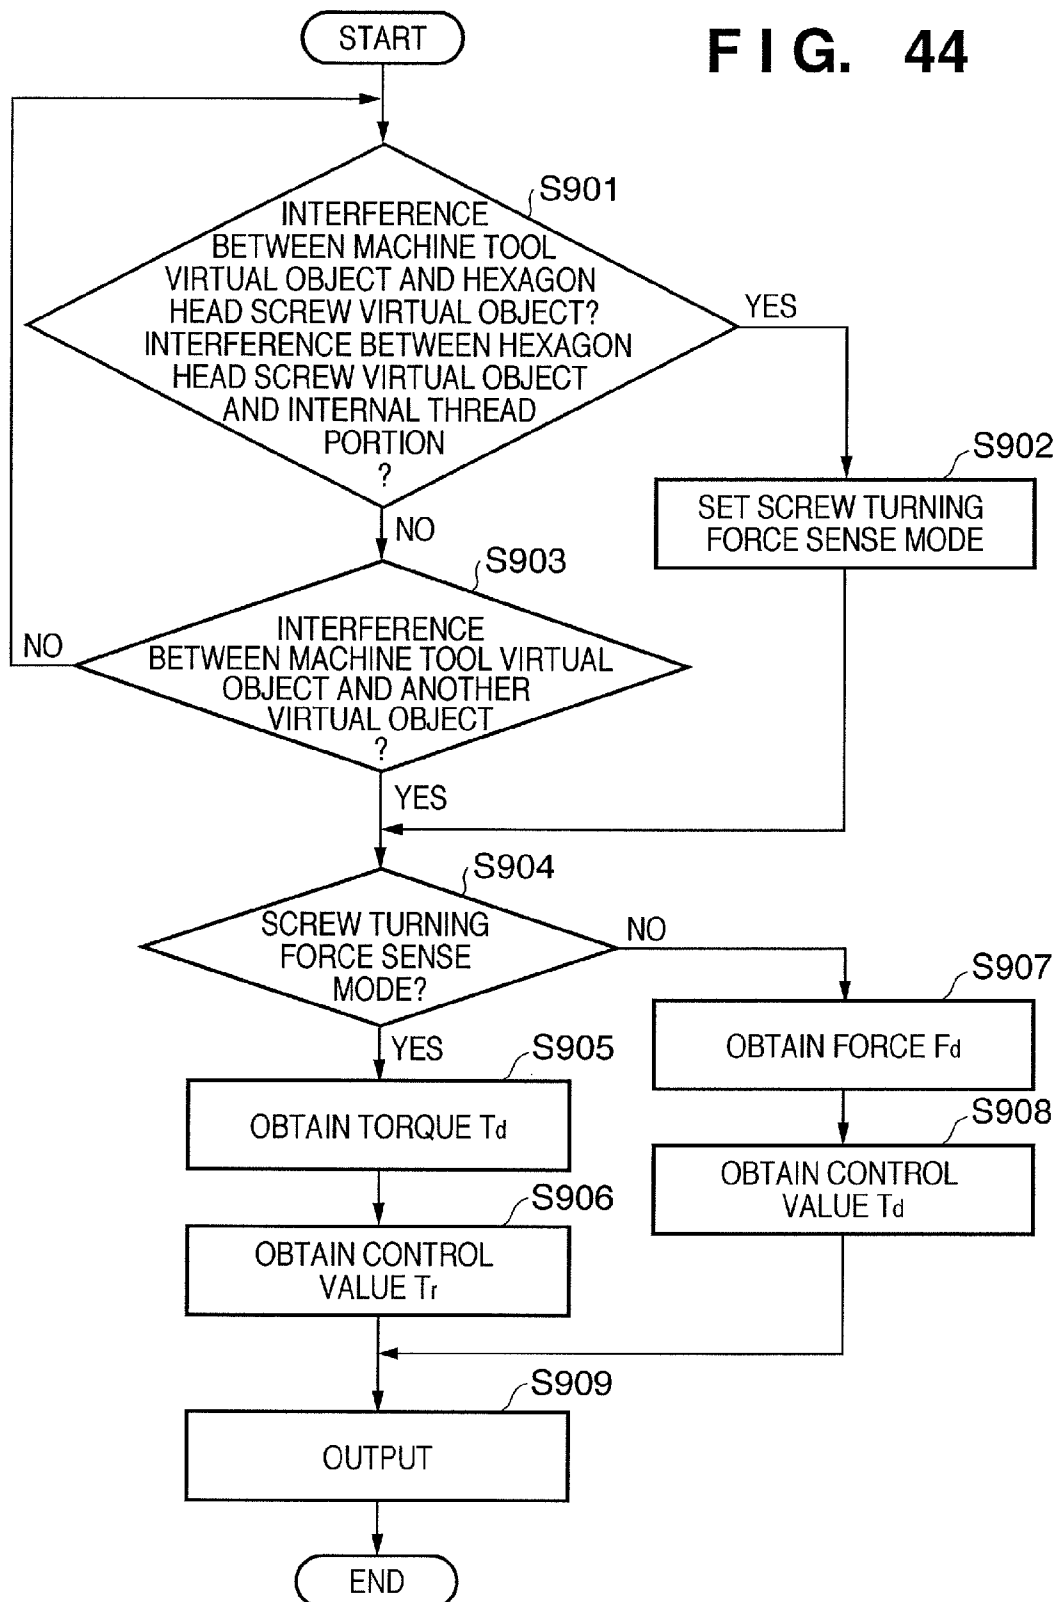 START
FIG. 44
S901
INTERFERENCE
BETWEEN MACHINE TOOL
VIRTUAL OBJECT AND HEXAGON
HEAD SCREW VIRTUAL OBJECT?
INTERFERENCE BETWEEN HEXAGON
HEAD SCREW VIRTUAL OBJECT
AND INTERNAL THREAD
PORTION
?
YES
S902
SET SCREW TURNING
FORCE SENSE MODE
NO
S903
INTERFERENCE
BETWEEN MACHINE TOOL VIRTUAL
OBJECT AND ANOTHER
VIRTUAL OBJECT
?
NO
YES
S904
SCREW TURNING
FORCE SENSE
MODE?
NO
YES
S905
OBTAIN TORQUE Td
S906
OBTAIN CONTROL
VALUE Tr
S907
OBTAIN FORCE Fd
S908
OBTAIN CONTROL
VALUE Td
S909
OUTPUT
END